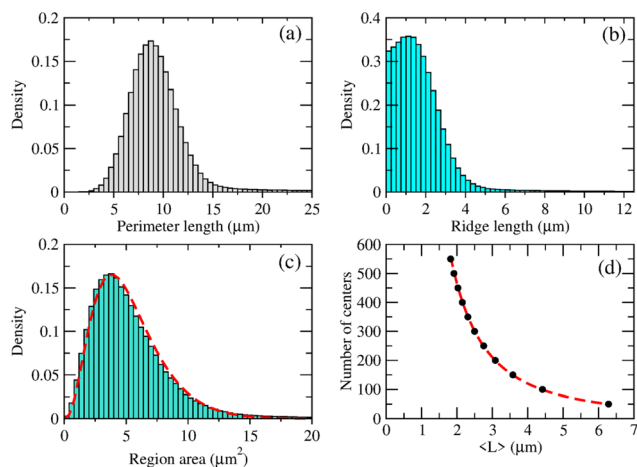 0.2
0.15
0.1
0.05
0
Density
(a)
0 5 10 15 20 25
Perimeter length (μm)
0.4
0.3
0.2
0.1
0
Density
(b)
0 2 4 6 8 10 12
Ridge length (μm)
0.2
0.15
0.1
0.05
0
Density
(c)
0 5 10 15 20
Region area (μm²)
600
500
400
300
200
100
0
Number of centers
(d)
0 1 2 3 4 5 6 7
<L> (μm)